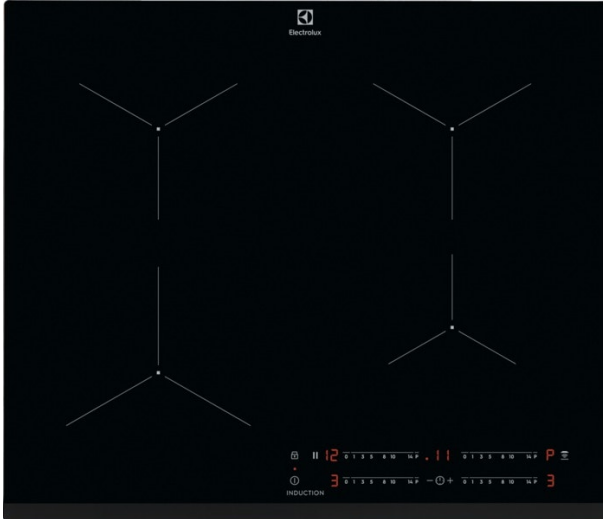 Electrolux
12 0 1 3 5 8 10 14 P .11 0 1 3 5 8 10 14 P P
3 0 1 3 5 8 10 14 P − + 0 1 3 5 8 10 14 P 3
INDUCTION